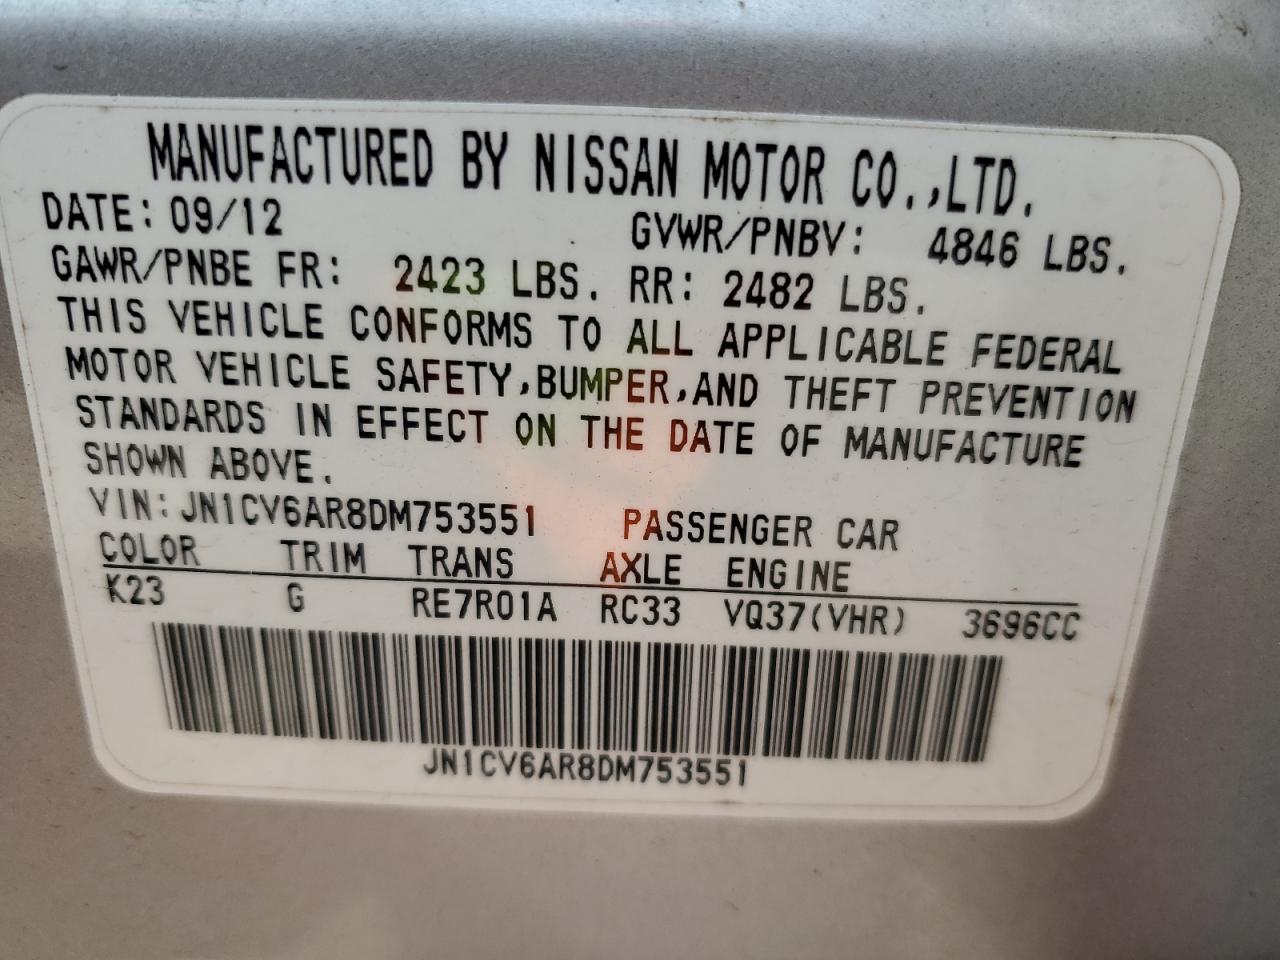 MANUFACTURED BY NISSAN MOTOR CO.,LTD.
DATE: 09/12 GVWR/PNBV: 4846 LBS.
GAWR/PNBE FR: 2423 LBS. RR: 2482 LBS.
THIS VEHICLE CONFORMS TO ALL APPLICABLE FEDERAL
MOTOR VEHICLE SAFETY,BUMPER,AND THEFT PREVENTION
STANDARDS IN EFFECT ON THE DATE OF MANUFACTURE
SHOWN ABOVE.
VIN:JN1CV6AR8DM753551 PASSENGER CAR
COLOR TRIM TRANS AXLE ENGINE
K23 G RE7R01A RC33 VQ37(VHR) 3696CC
JN1CV6AR8DM753551